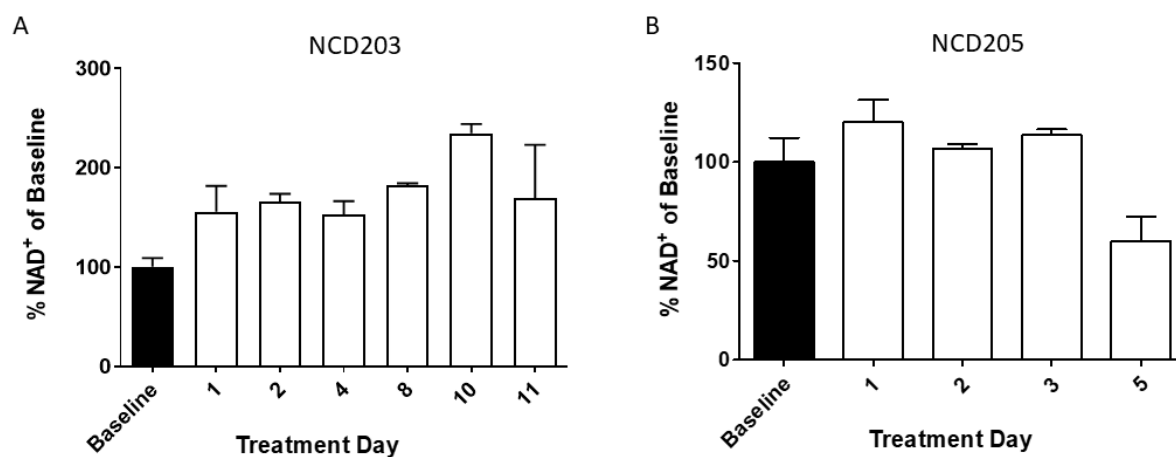 A
NCD203
% NAD⁺ of Baseline
300
200
100
0
Baseline
1
2
4
8
10
11
Treatment Day
B
NCD205
% NAD⁺ of Baseline
150
100
50
0
Baseline
1
2
3
5
Treatment Day